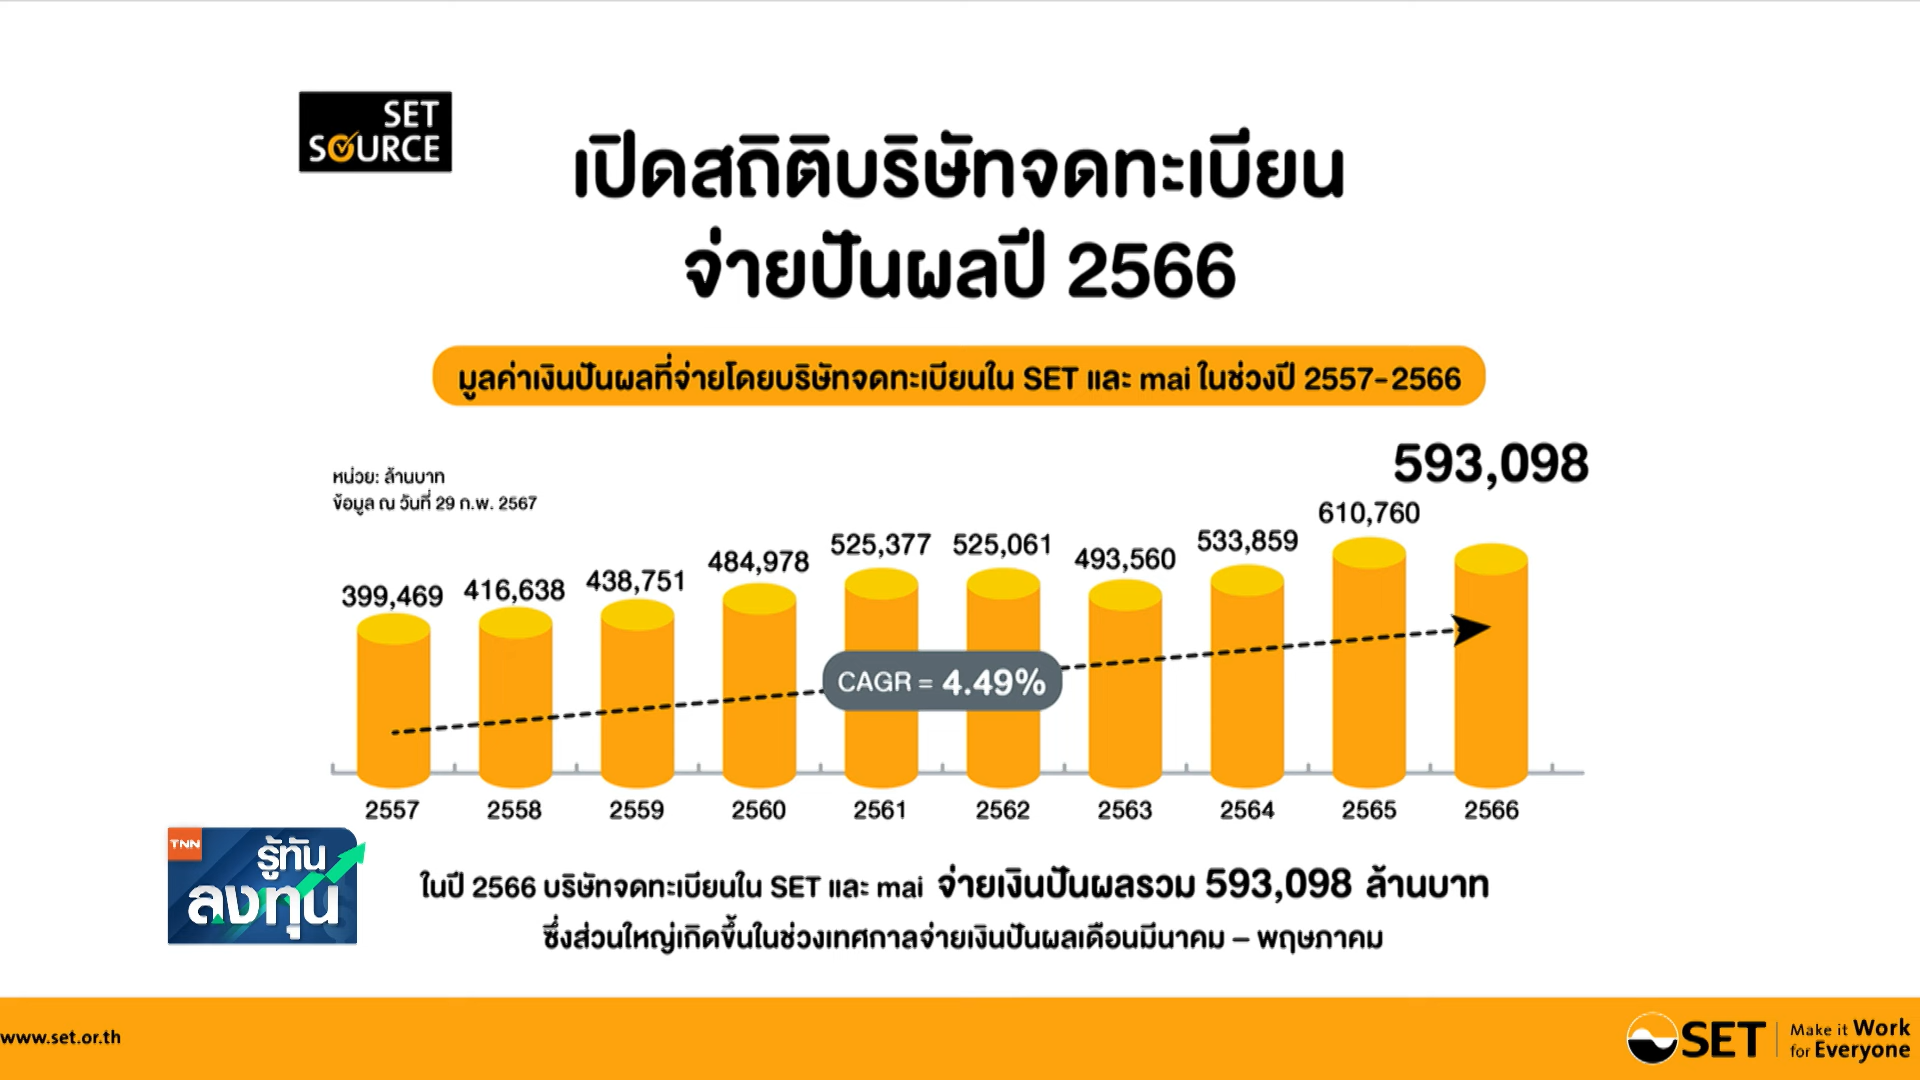 SET
SOURCE
เปิดสถิติบริษัทจดทะเบียน
จ่ายปันผลปี 2566
มูลค่าเงินปันผลที่จ่ายโดยบริษัทจดทะเบียนใน SET และ mai ในช่วงปี 2557-2566
หน่วย: ล้านบาท
ข้อมูล ณ วันที่ 29 ก.พ. 2567
399,469 416,638 438,751 484,978 525,377 525,061 493,560 533,859 610,760 593,098
CAGR = 4.49%
2557 2558 2559 2560 2561 2562 2563 2564 2565 2566
TNN
รู้ทัน
ลงทุน
ในปี 2566 บริษัทจดทะเบียนใน SET และ mai จ่ายเงินปันผลรวม 593,098 ล้านบาท
ซึ่งส่วนใหญ่เกิดขึ้นในช่วงเทศกาลจ่ายเงินปันผลเดือนมีนาคม – พฤษภาคม
www.set.or.th
SET
Make it Work
for Everyone